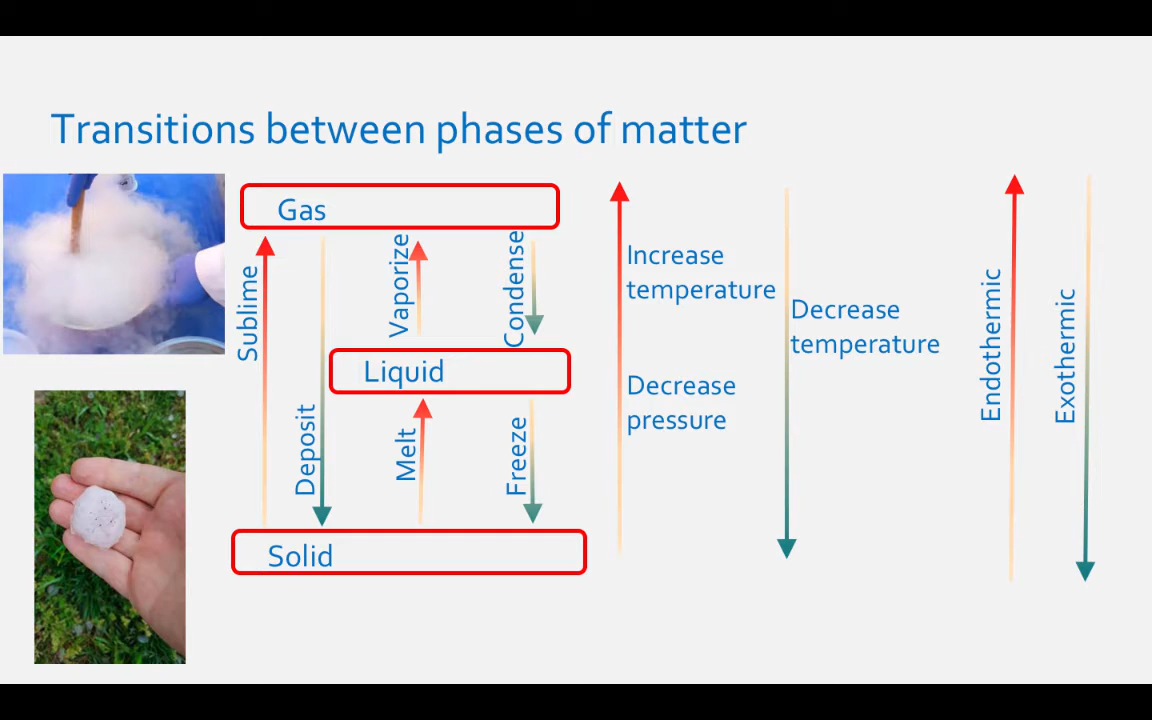 Transitions between phases of matter
Gas
Sublime
Deposit
Vaporize
Condense
Liquid
Melt
Freeze
Solid
Increase
temperature
Decrease
pressure
Decrease
temperature
Endothermic
Exothermic